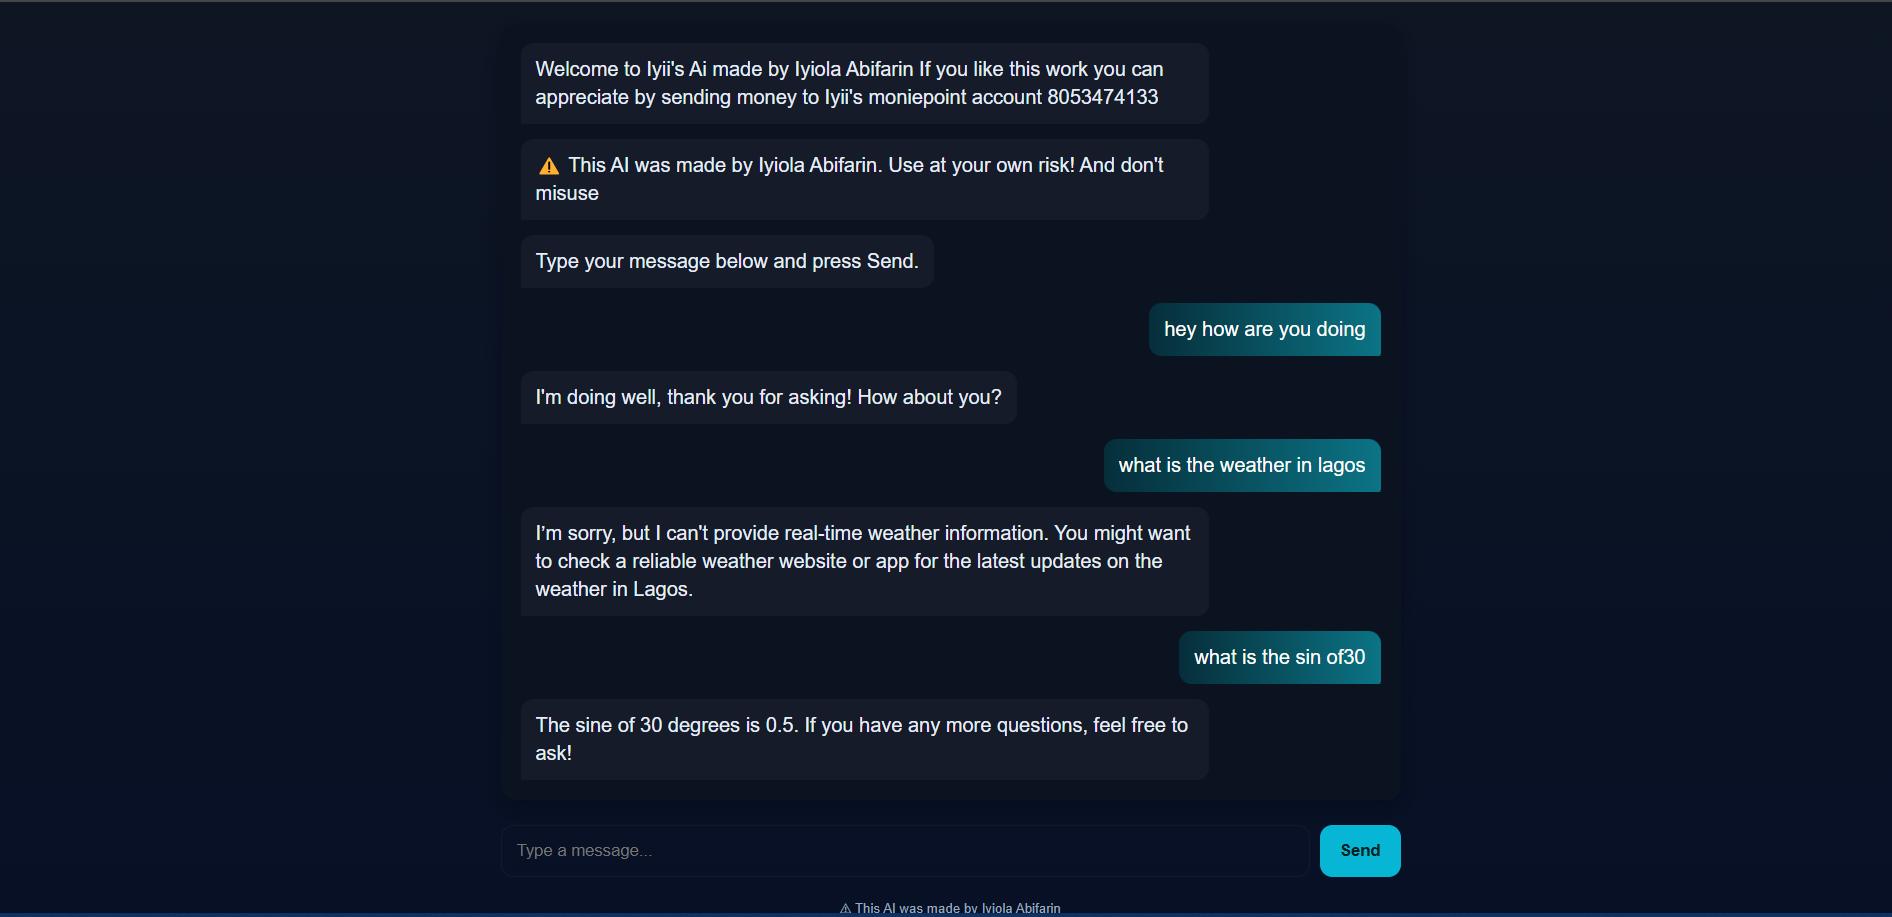 Welcome to Iyii's Ai made by Iyiola Abifarin If you like this work you can
appreciate by sending money to Iyii's moniepoint account 8053474133
⚠ This AI was made by Iyiola Abifarin. Use at your own risk! And don't
misuse
Type your message below and press Send.
hey how are you doing
I'm doing well, thank you for asking! How about you?
what is the weather in lagos
I’m sorry, but I can't provide real-time weather information. You might want
to check a reliable weather website or app for the latest updates on the
weather in Lagos.
what is the sin of30
The sine of 30 degrees is 0.5. If you have any more questions, feel free to
ask!
Type a message...
Send
⚠ This AI was made by Iyiola Abifarin